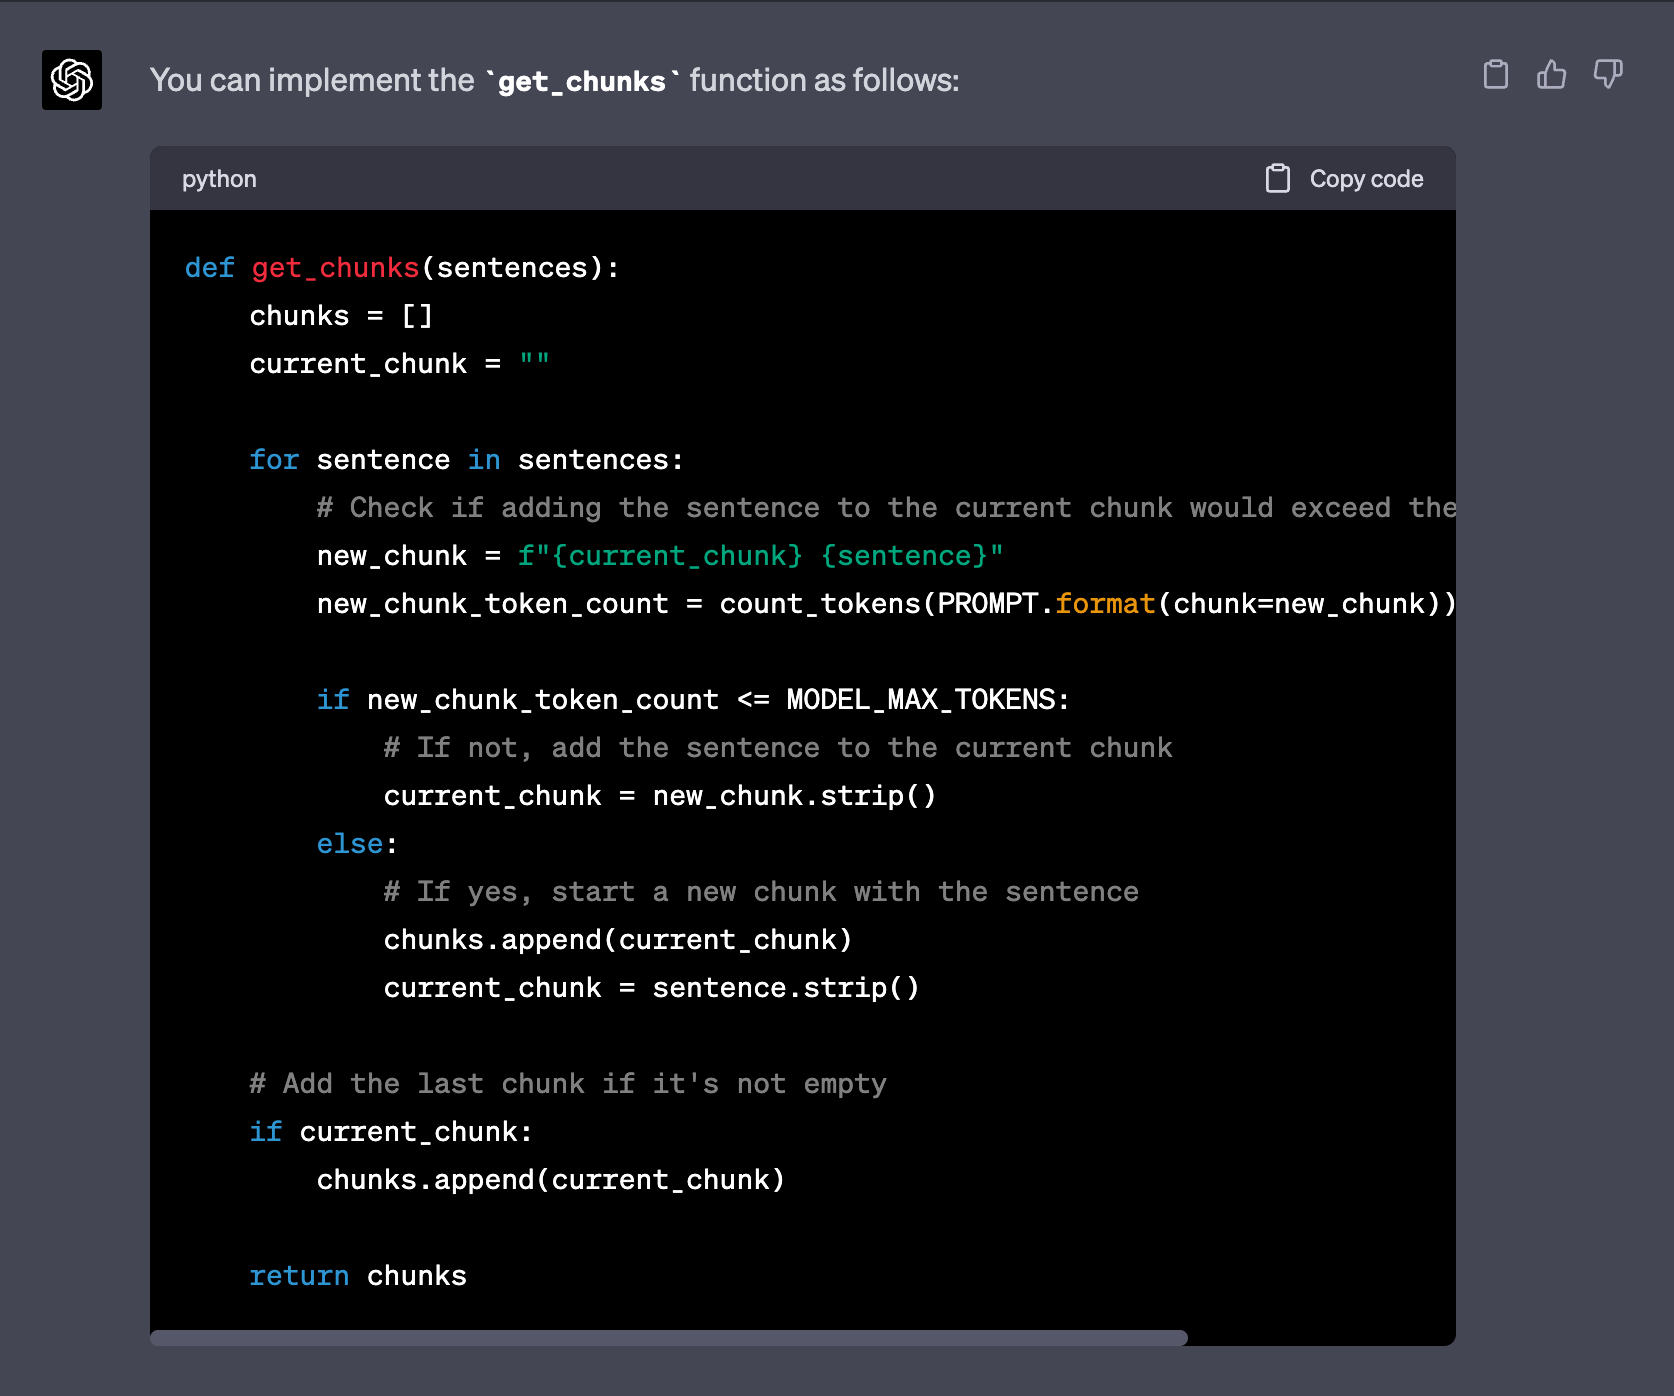 You can implement the `get_chunks` function as follows:
python
Copy code
def get_chunks(sentences):
    chunks = []
    current_chunk = ""

    for sentence in sentences:
        # Check if adding the sentence to the current chunk would exceed the
        new_chunk = f"{current_chunk} {sentence}"
        new_chunk_token_count = count_tokens(PROMPT.format(chunk=new_chunk))

        if new_chunk_token_count <= MODEL_MAX_TOKENS:
            # If not, add the sentence to the current chunk
            current_chunk = new_chunk.strip()
        else:
            # If yes, start a new chunk with the sentence
            chunks.append(current_chunk)
            current_chunk = sentence.strip()

    # Add the last chunk if it's not empty
    if current_chunk:
        chunks.append(current_chunk)

    return chunks